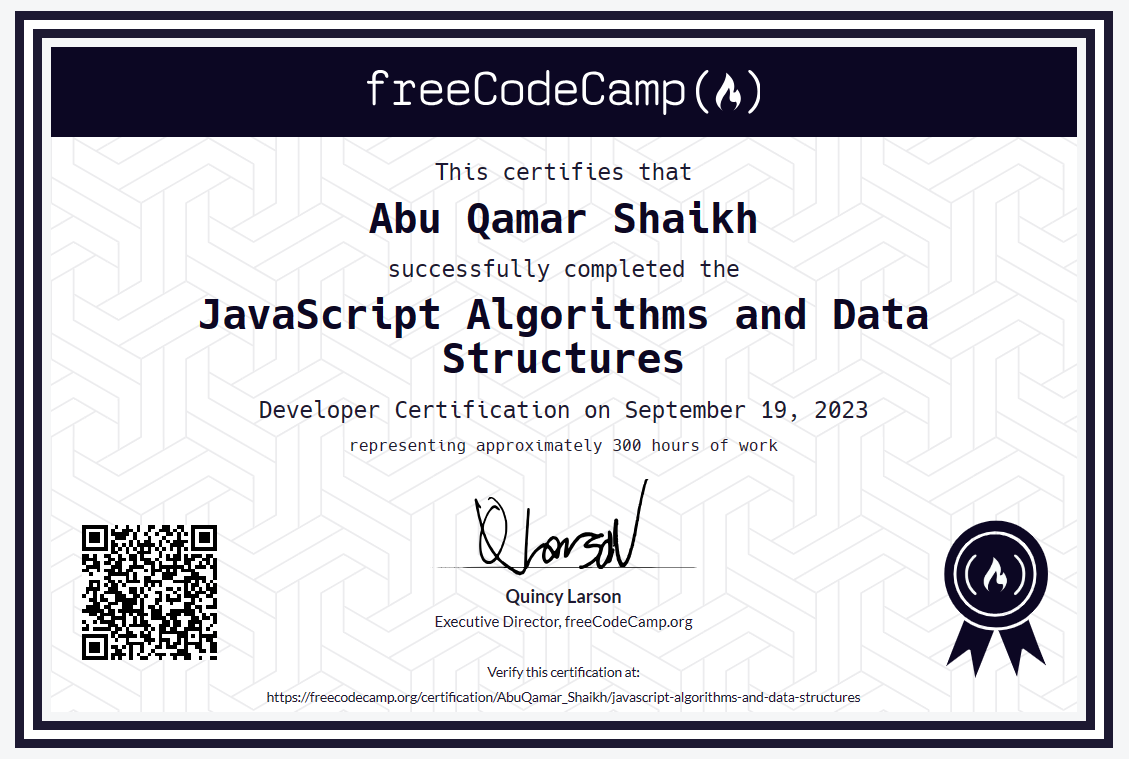 freeCodeCamp
This certifies that
Abu Qamar Shaikh
successfully completed the
JavaScript Algorithms and Data
Structures
Developer Certification on September 19, 2023
representing approximately 300 hours of work
Quincy Larson
Executive Director, freeCodeCamp.org
Verify this certification at:
https://freecodecamp.org/certification/AbuQamar_Shaikh/javascript-algorithms-and-data-structures